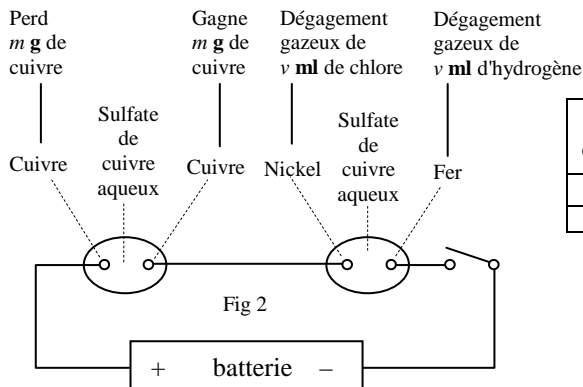 Perd
m g de
cuivre
Gagne
m g de
cuivre
Dégagement
gazeux de
v ml de chlore
Dégagement
gazeux de
v ml d'hydrogène
Sulfate
de
cuivre
aqueux
Sulfate
de
cuivre
aqueux
Cuivre
Cuivre
Nickel
Fer
Fig 2
+ batterie –